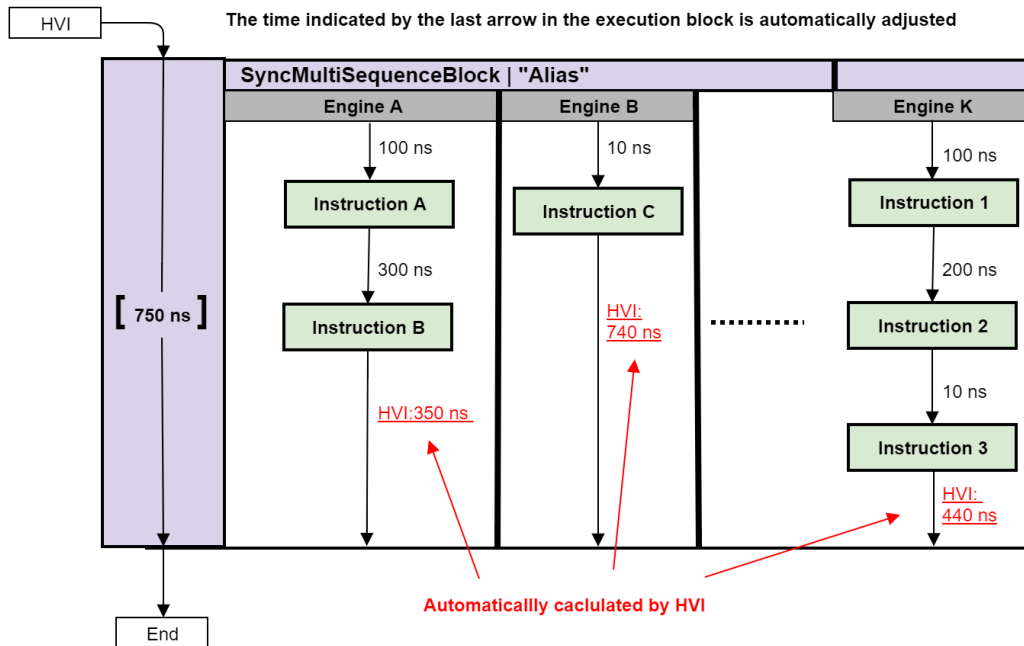 HVI
The time indicated by the last arrow in the execution block is automatically adjusted
SyncMultiSequenceBlock | "Alias"
Engine A
Engine B
Engine K
100 ns
10 ns
100 ns
Instruction A
Instruction C
Instruction 1
300 ns
200 ns
[ 750 ns ]
Instruction B
HVI:
740 ns
Instruction 2
10 ns
HVI:350 ns
Instruction 3
HVI:
440 ns
Automaticallly caclulated by HVI
End